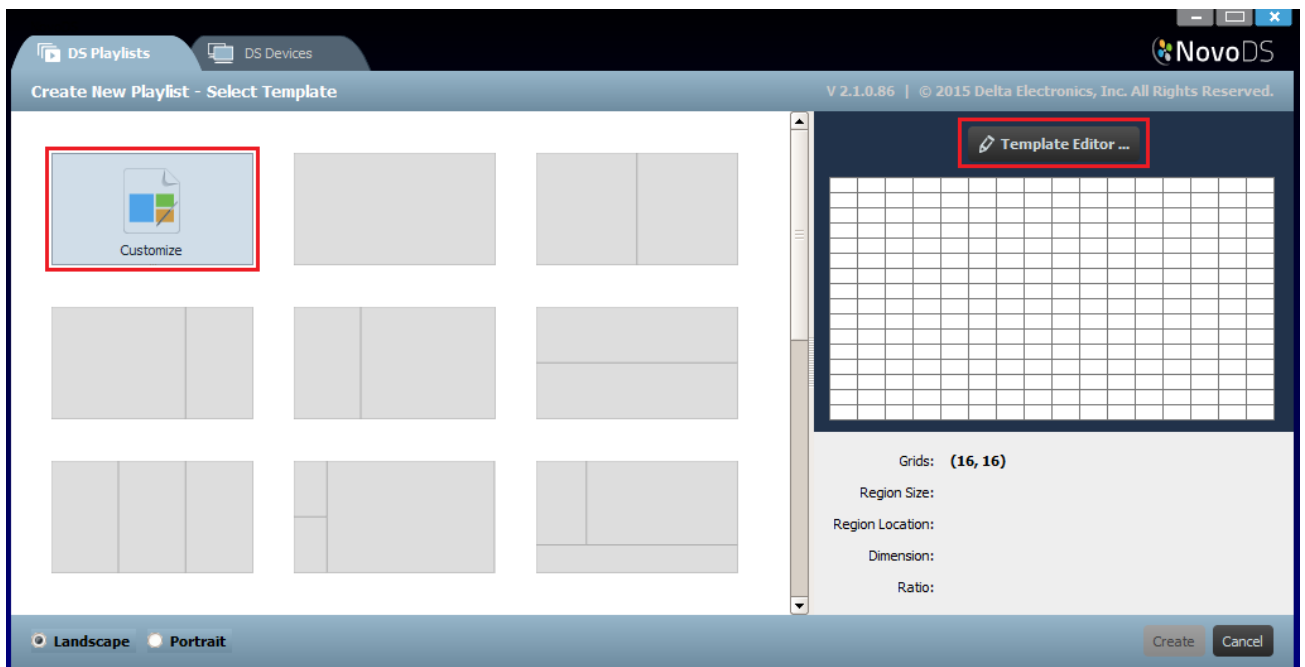 DS Playlists
DS Devices
NovoDS
Create New Playlist - Select Template
V 2.1.0.86 | © 2015 Delta Electronics, Inc. All Rights Reserved.
Customize
Template Editor ...
Grids: (16, 16)
Region Size:
Region Location:
Dimension:
Ratio:
Landscape
Portrait
Create
Cancel